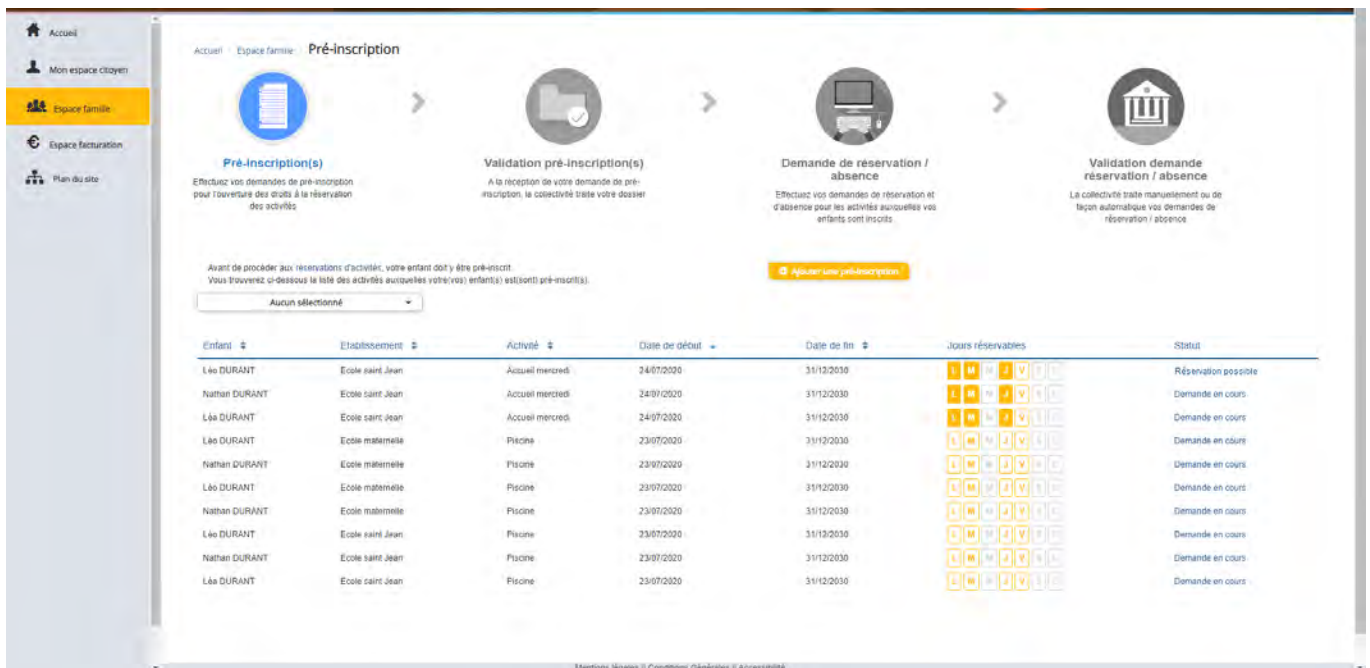 Accueil
Mon espace citoyen
Espace famille
Espace facturation
Plan du site
Accueil Espace famille Pré-inscription
Pré-inscription(s)
Effectuez vos demandes de pré-inscription
pour l'ouverture des droits à la réservation
des activités
Validation pré-inscription(s)
A la réception de votre demande de pré-
inscription, la collectivité traite votre dossier
Demande de réservation /
absence
Effectuez vos demandes de réservation et
d'absence pour les activités auxquelles vos
enfants sont inscrits
Validation demande
réservation / absence
La collectivité traite manuellement ou de
façon automatique vos demandes de
réservation / absence
Avant de procéder aux réservations d'activités, votre enfant doit y être pré-inscrit.
Vous trouverez ci-dessous la liste des activités auxquelles votre(vos) enfant(s) est(sont) pré-inscrit(s).
Ajouter une pré-inscription
Aucun sélectionné
Enfant Etablissement Activité Date de début Date de fin Jours réservables Statut
Léo DURANT Ecole saint Jean Accueil mercredi 24/07/2020 31/12/2030 L M M J V Réservation possible
Nathan DURANT Ecole saint Jean Accueil mercredi 24/07/2020 31/12/2030 L M M J V Demande en cours
Léa DURANT Ecole saint Jean Accueil mercredi 24/07/2020 31/12/2030 L M M J V Demande en cours
Léo DURANT Ecole maternelle Piscine 23/07/2020 31/12/2030 L M M J V Demande en cours
Nathan DURANT Ecole maternelle Piscine 23/07/2020 31/12/2030 L M M J V Demande en cours
Léo DURANT Ecole maternelle Piscine 23/07/2020 31/12/2030 L M M J V Demande en cours
Nathan DURANT Ecole maternelle Piscine 23/07/2020 31/12/2030 L M M J V Demande en cours
Léo DURANT Ecole saint Jean Piscine 23/07/2020 31/12/2030 L M M J V Demande en cours
Nathan DURANT Ecole saint Jean Piscine 23/07/2020 31/12/2030 L M M J V Demande en cours
Léa DURANT Ecole saint Jean Piscine 23/07/2020 31/12/2030 L M M J V Demande en cours
Mentions légales || Conditions Générales || Accessibilité